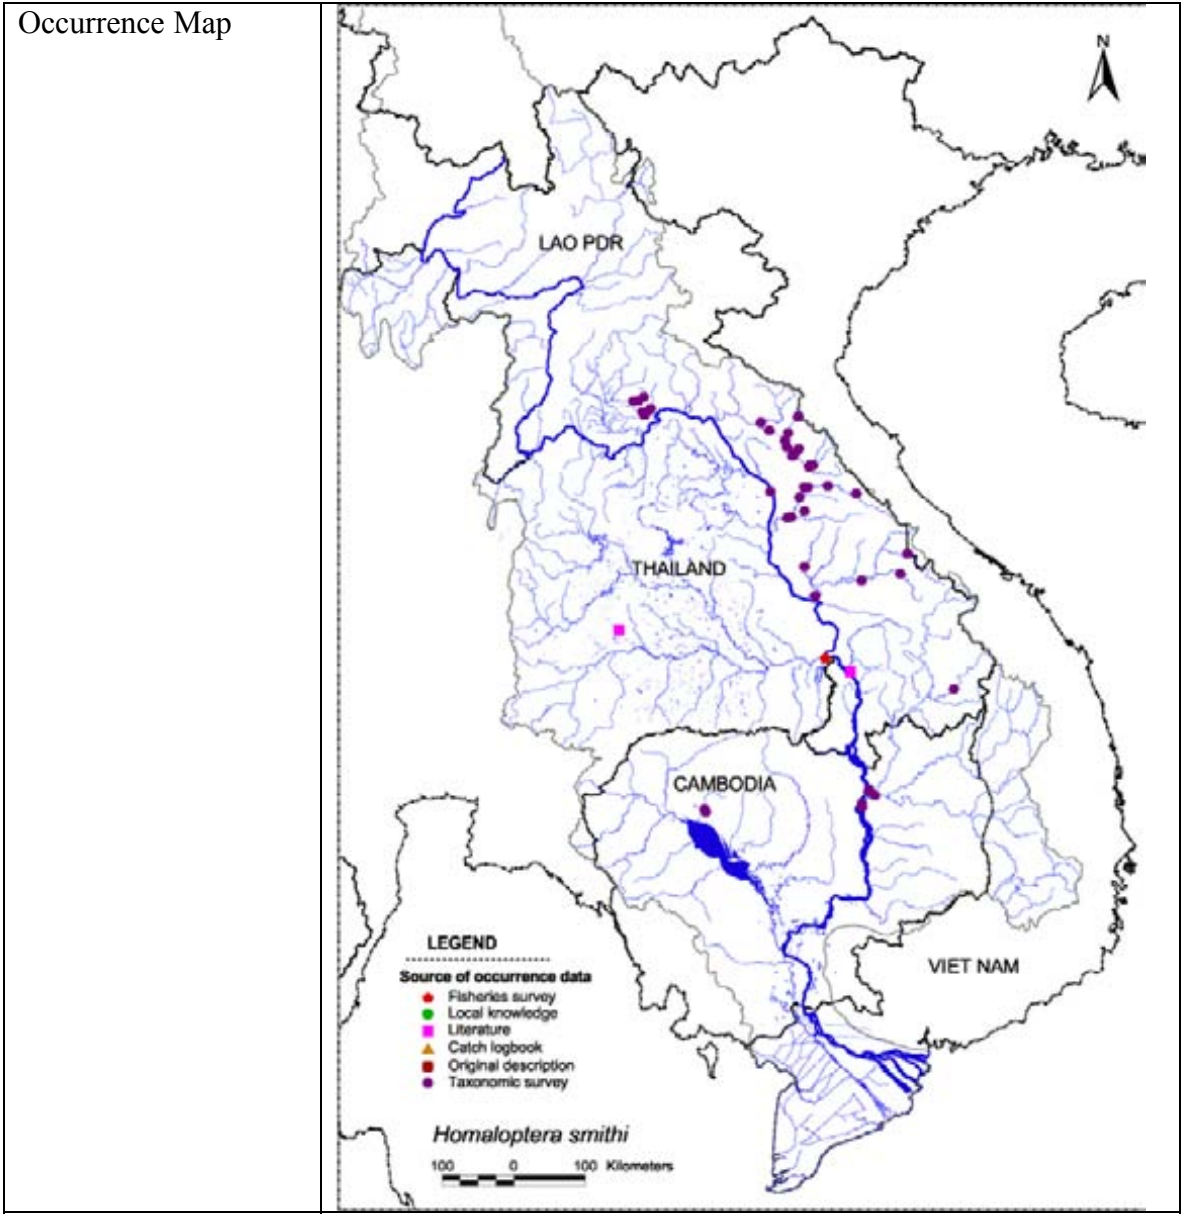 Occurrence Map
N
LAO PDR
THAILAND
CAMBODIA
VIET NAM
LEGEND
Source of occurrence data
Fisheries survey
Local knowledge
Literature
Catch logbook
Original description
Taxonomic survey
Homaloptera smithi
100 0 100 Kilometers